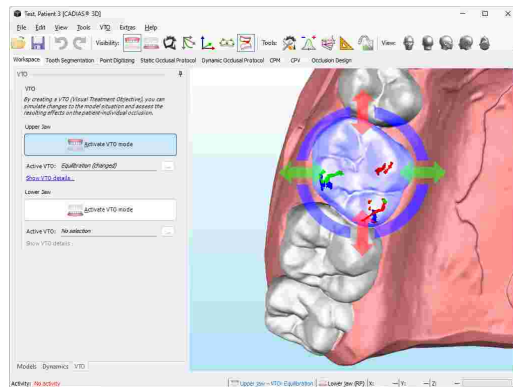 Test, Patient 3 [CADIAS® 3D]
File Edit View Tools VTO Extras Help
Visibility: Tools: View:
Workspace Tooth Segmentation Point Digitizing Static Occlusal Protocol Dynamic Occlusal Protocol CPM CPV Occlusion Design
VTO
VTO
By creating a VTO (Visual Treatment Objective), you can
simulate changes to the model situation and assess the
resulting effects on the patient-individual occlusion.
Upper Jaw
Activate VTO mode
Active VTO: Equilibration (changed) ...
Show VTO details :
Lower Jaw
Activate VTO mode
Active VTO: No selection ...
Show VTO details :
Models Dynamics VTO
Activity: No activity Upper jaw - VTO: Equilibration Lower jaw (RP) X: — Y: — Z: —